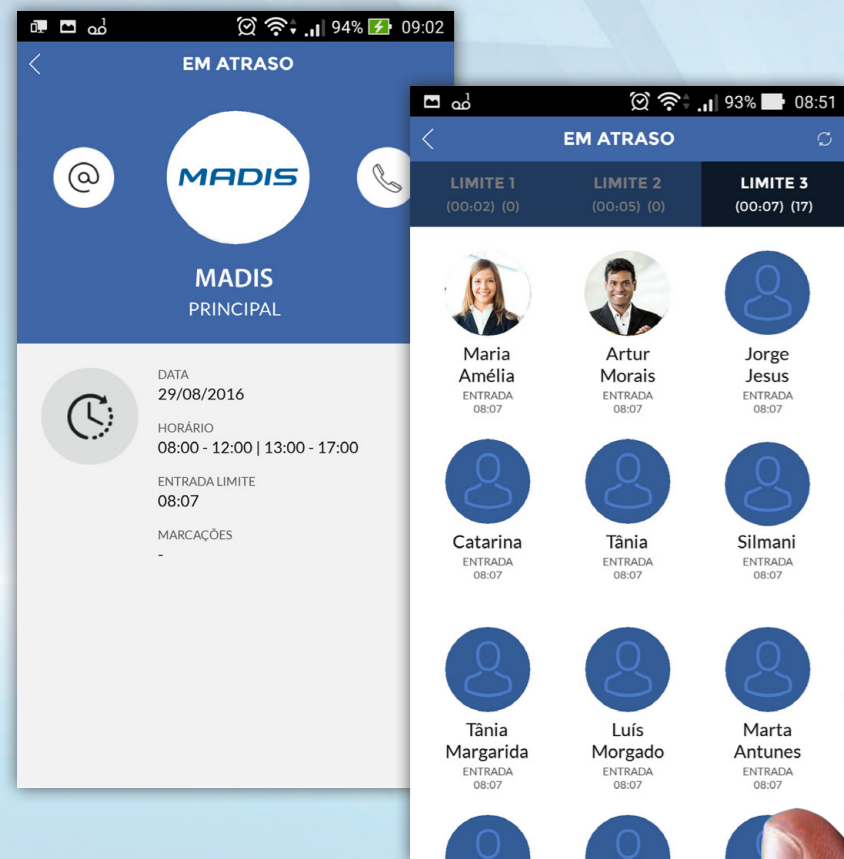 94% 09:02
EM ATRASO
MADIS
MADIS
PRINCIPAL
DATA
29/08/2016
HORÁRIO
08:00 - 12:00 | 13:00 - 17:00
ENTRADA LIMITE
08:07
MARCAÇÕES
-
93% 08:51
EM ATRASO
LIMITE 1 LIMITE 2 LIMITE 3
(00:02) (0) (00:05) (0) (00:07) (17)
Maria Artur Jorge
Amélia Morais Jesus
ENTRADA ENTRADA ENTRADA
08:07 08:07 08:07
Catarina Tânia Silmani
ENTRADA ENTRADA ENTRADA
08:07 08:07 08:07
Tânia Luís Marta
Margarida Morgado Antunes
ENTRADA ENTRADA ENTRADA
08:07 08:07 08:07